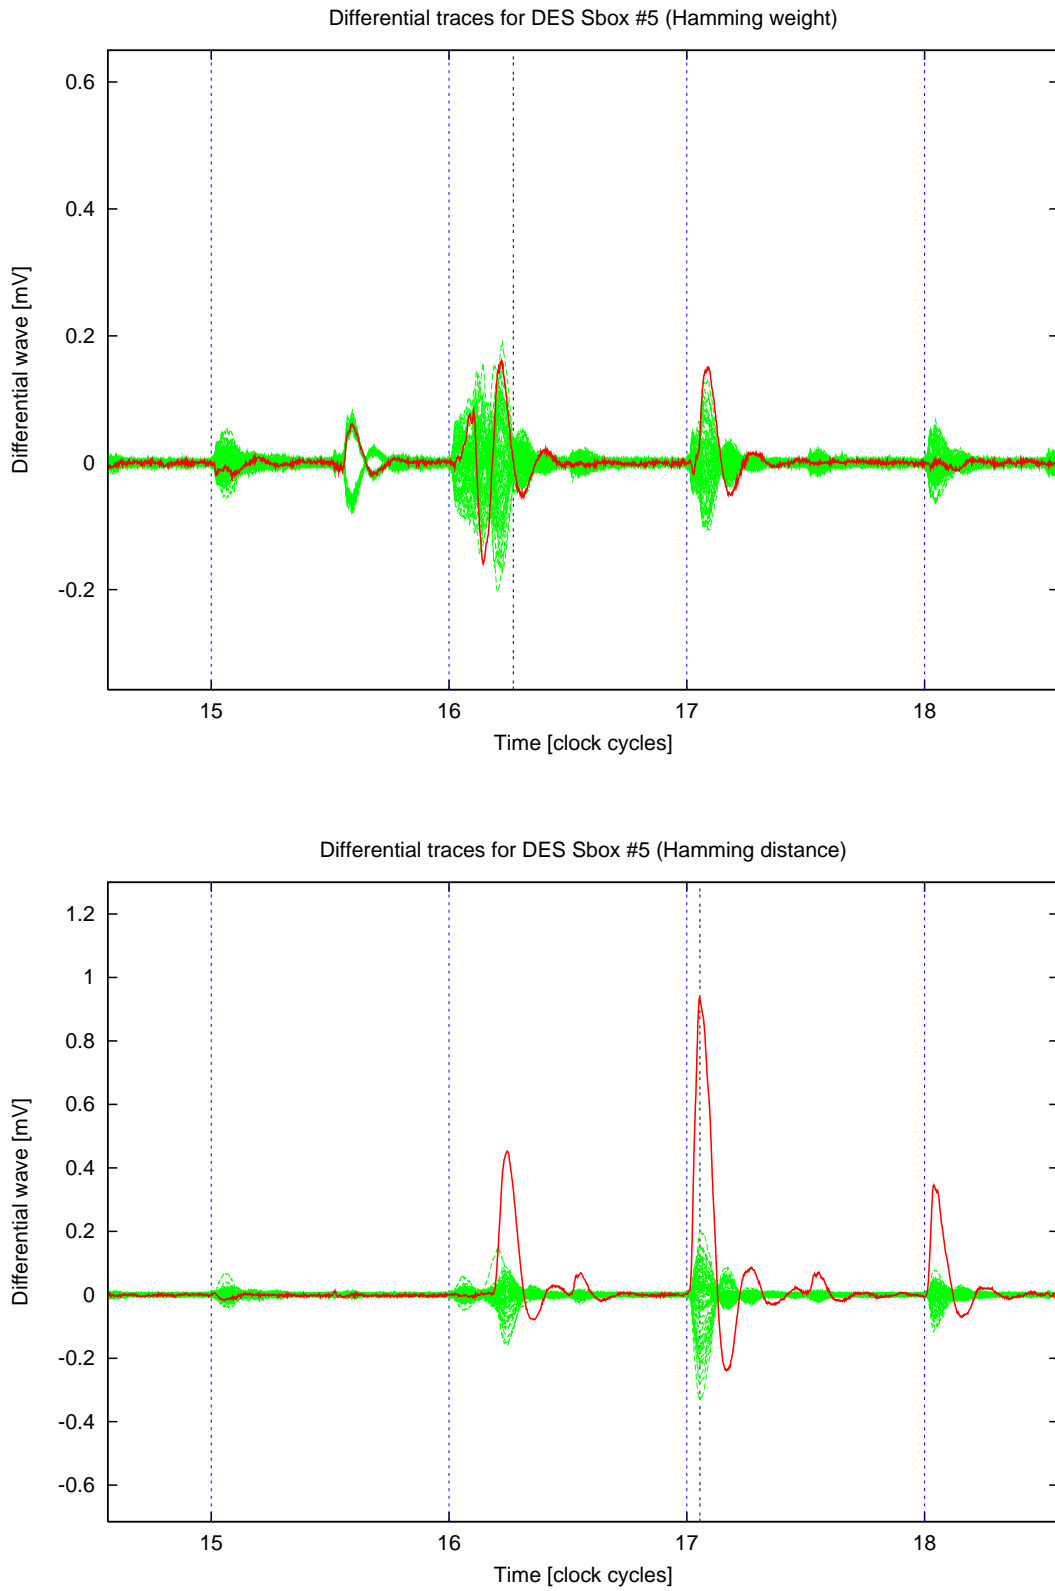 Differential traces for DES Sbox #5 (Hamming weight)
0.6
0.4
0.2
0
-0.2
Differential wave [mV]
15 16 17 18
Time [clock cycles]
Differential traces for DES Sbox #5 (Hamming distance)
1.2
1
0.8
0.6
0.4
0.2
0
-0.2
-0.4
-0.6
Differential wave [mV]
15 16 17 18
Time [clock cycles]